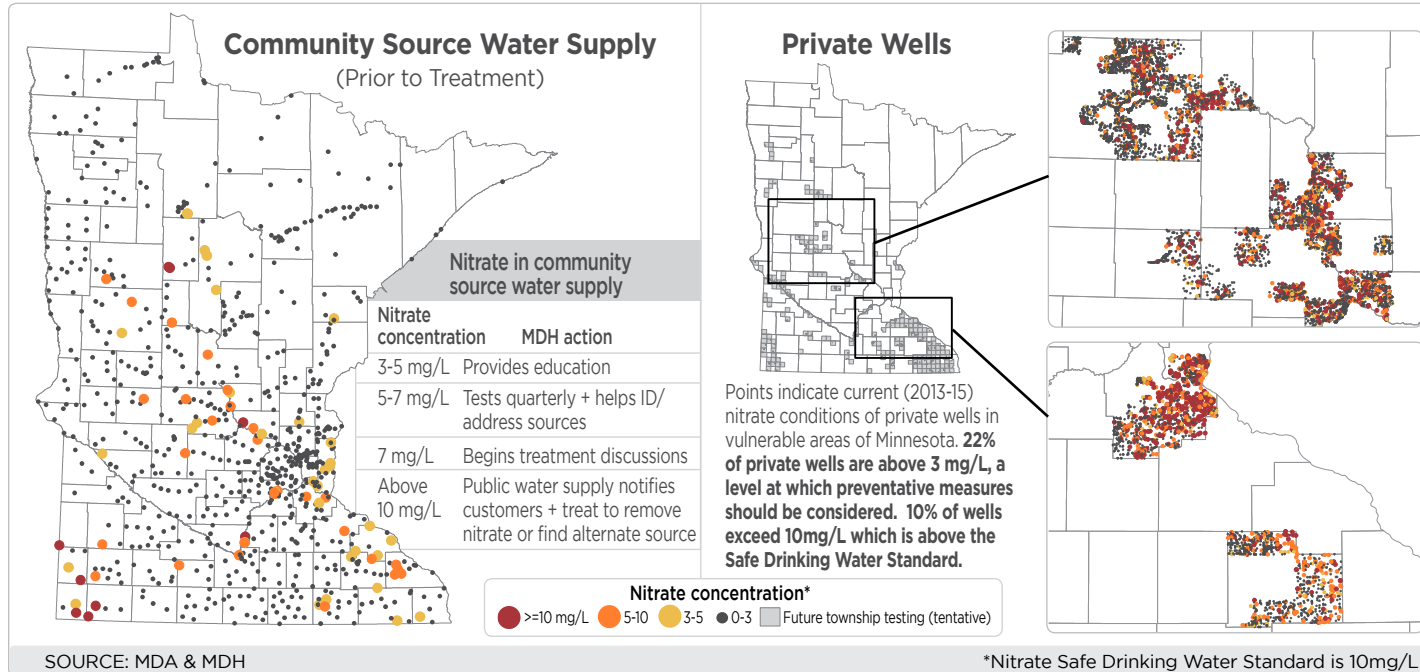 Community Source Water Supply
(Prior to Treatment)
Nitrate in community
source water supply
Nitrate
concentration MDH action
3-5 mg/L Provides education
5-7 mg/L Tests quarterly + helps ID/
address sources
7 mg/L Begins treatment discussions
Above Public water supply notifies
10 mg/L customers + treat to remove
nitrate or find alternate source
Private Wells
Points indicate current (2013-15)
nitrate conditions of private wells in
vulnerable areas of Minnesota. 22%
of private wells are above 3 mg/L, a
level at which preventative measures
should be considered. 10% of wells
exceed 10mg/L which is above the
Safe Drinking Water Standard.
Nitrate concentration*
>=10 mg/L 5-10 3-5 0-3 Future township testing (tentative)
SOURCE: MDA & MDH
*Nitrate Safe Drinking Water Standard is 10mg/L